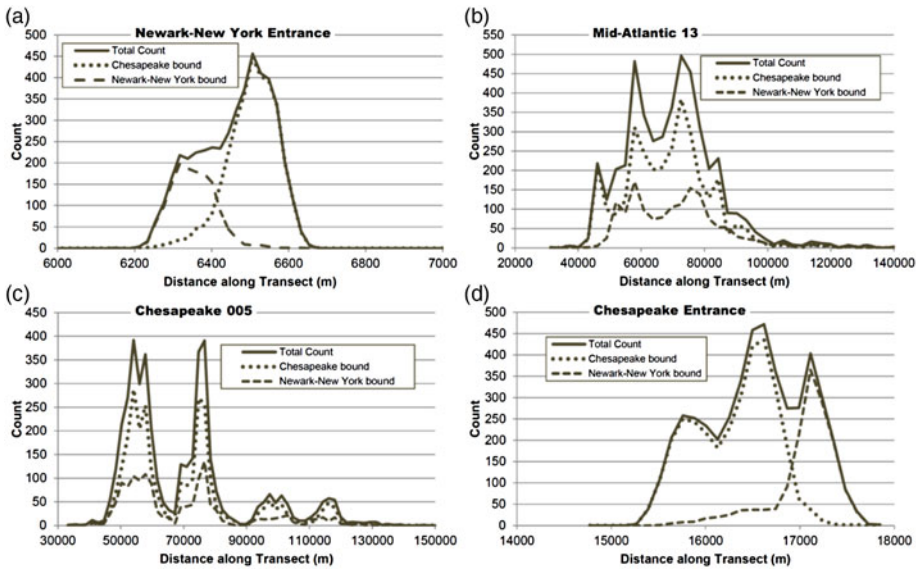 (a)
Newark-New York Entrance
Count
500
450
400
350
300
250
200
150
100
50
0
Total Count
Chesapeake bound
Newark-New York bound
6000 6200 6400 6600 6800 7000
Distance along Transect (m)
(b)
Mid-Atlantic 13
Count
550
500
450
400
350
300
250
200
150
100
50
0
Total Count
Chesapeake bound
Newark-New York bound
20000 40000 60000 80000 100000 120000 140000
Distance along Transect (m)
(c)
Chesapeake 005
Count
450
400
350
300
250
200
150
100
50
0
Total Count
Chesapeake bound
Newark-New York bound
30000 50000 70000 90000 110000 130000 150000
Distance along Transect (m)
(d)
Chesapeake Entrance
Count
500
450
400
350
300
250
200
150
100
50
0
Total Count
Chesapeake bound
Newark-New York bound
14000 15000 16000 17000 18000
Distance along Transect (m)